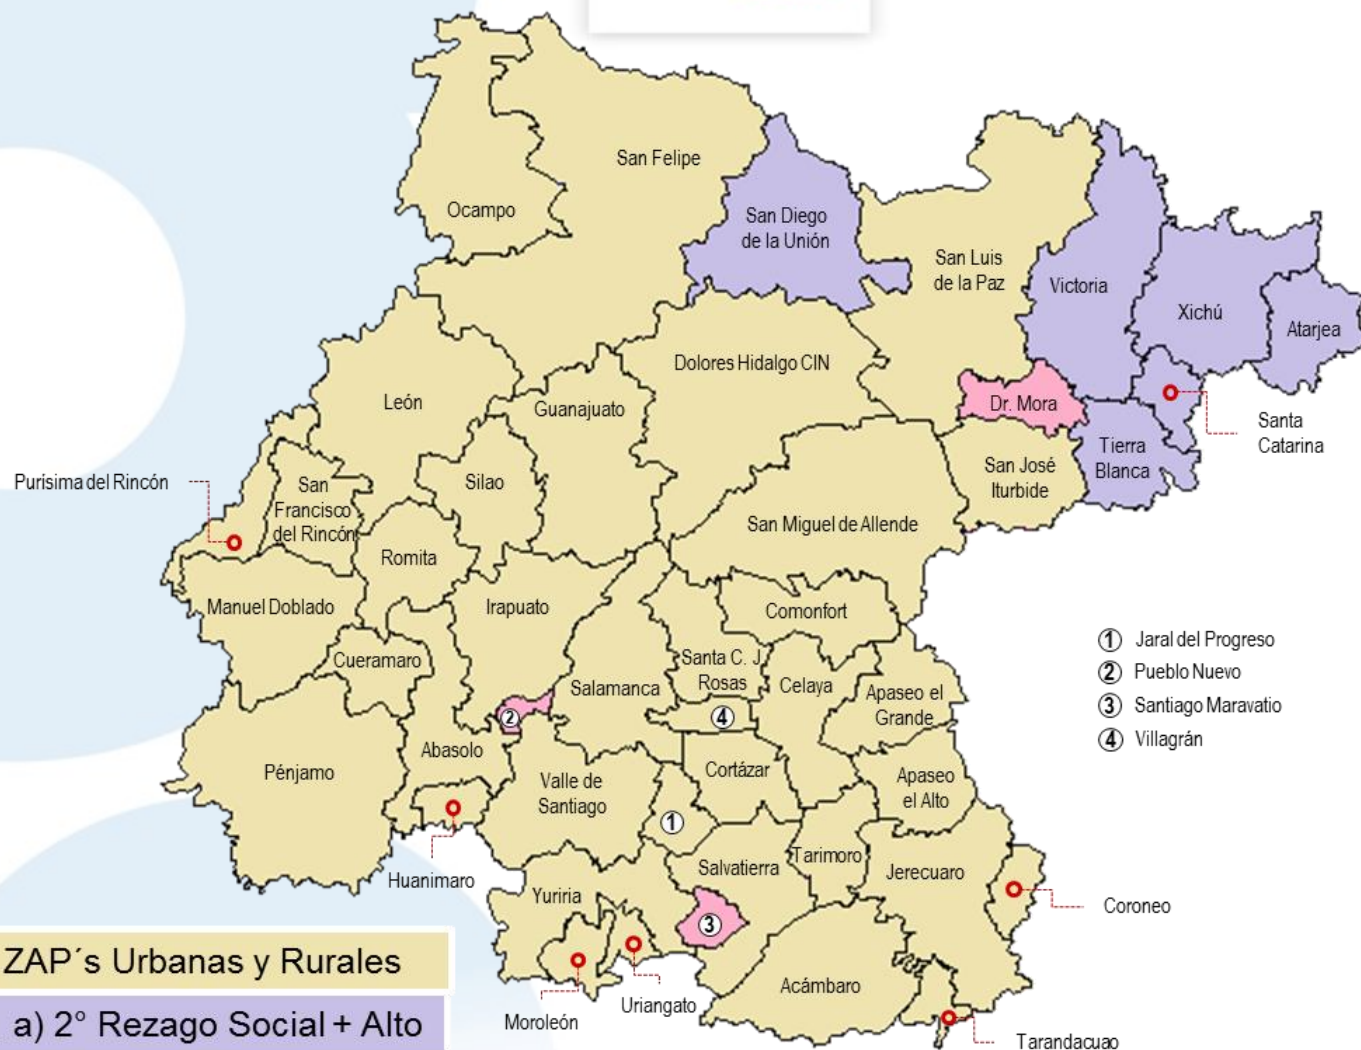 San Felipe
Ocampo
San Diego
de la Unión
San Luis
de la Paz
Victoria
Xichú
Atarjea
Dolores Hidalgo CIN
León
Guanajuato
Dr. Mora
Santa
Catarina
Tierra
Blanca
San José
Iturbide
Purísima del Rincón
San
Francisco
del Rincón
Silao
San Miguel de Allende
Romita
Manuel Doblado
Irapuato
Comonfort
Cueramaro
Santa C. J.
Rosas
Salamanca
Celaya
Apaseo el
Grande
① Jaral del Progreso
② Pueblo Nuevo
③ Santiago Maravatio
④ Villagrán
2
4
Abasolo
Pénjamo
Valle de
Santiago
Cortázar
Apaseo
el Alto
1
Huanimaro
Salvatierra
Tarimoro
Jerecuaro
Yuriria
3
Coroneo
Acámbaro
Moroleón
Uriangato
Tarandacuao
ZAP´s Urbanas y Rurales
a) 2° Rezago Social + Alto